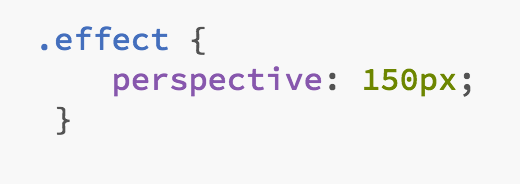 .effect {
    perspective: 150px;
 }